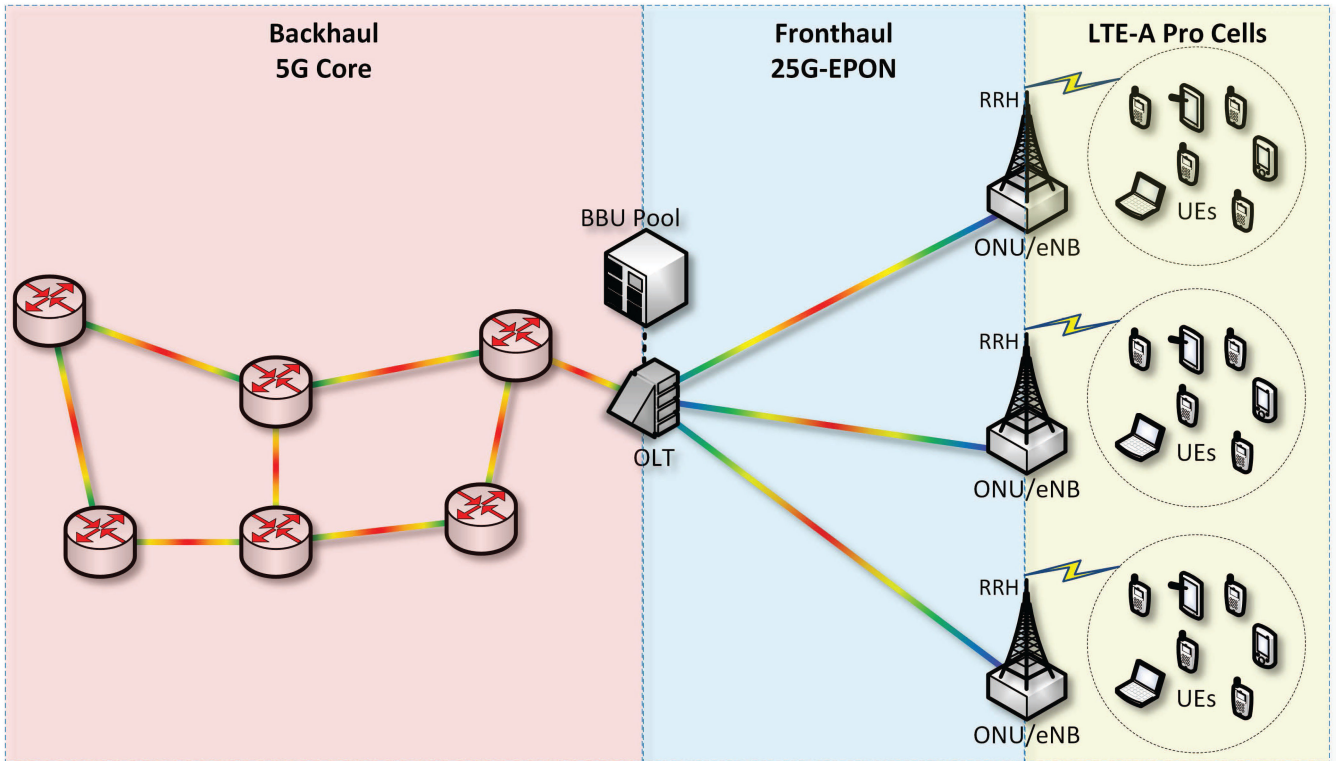 Backhaul
5G Core
Fronthaul
25G-EPON
LTE-A Pro Cells
RRH
UEs
ONU/eNB
BBU Pool
RRH
UEs
ONU/eNB
OLT
RRH
UEs
ONU/eNB